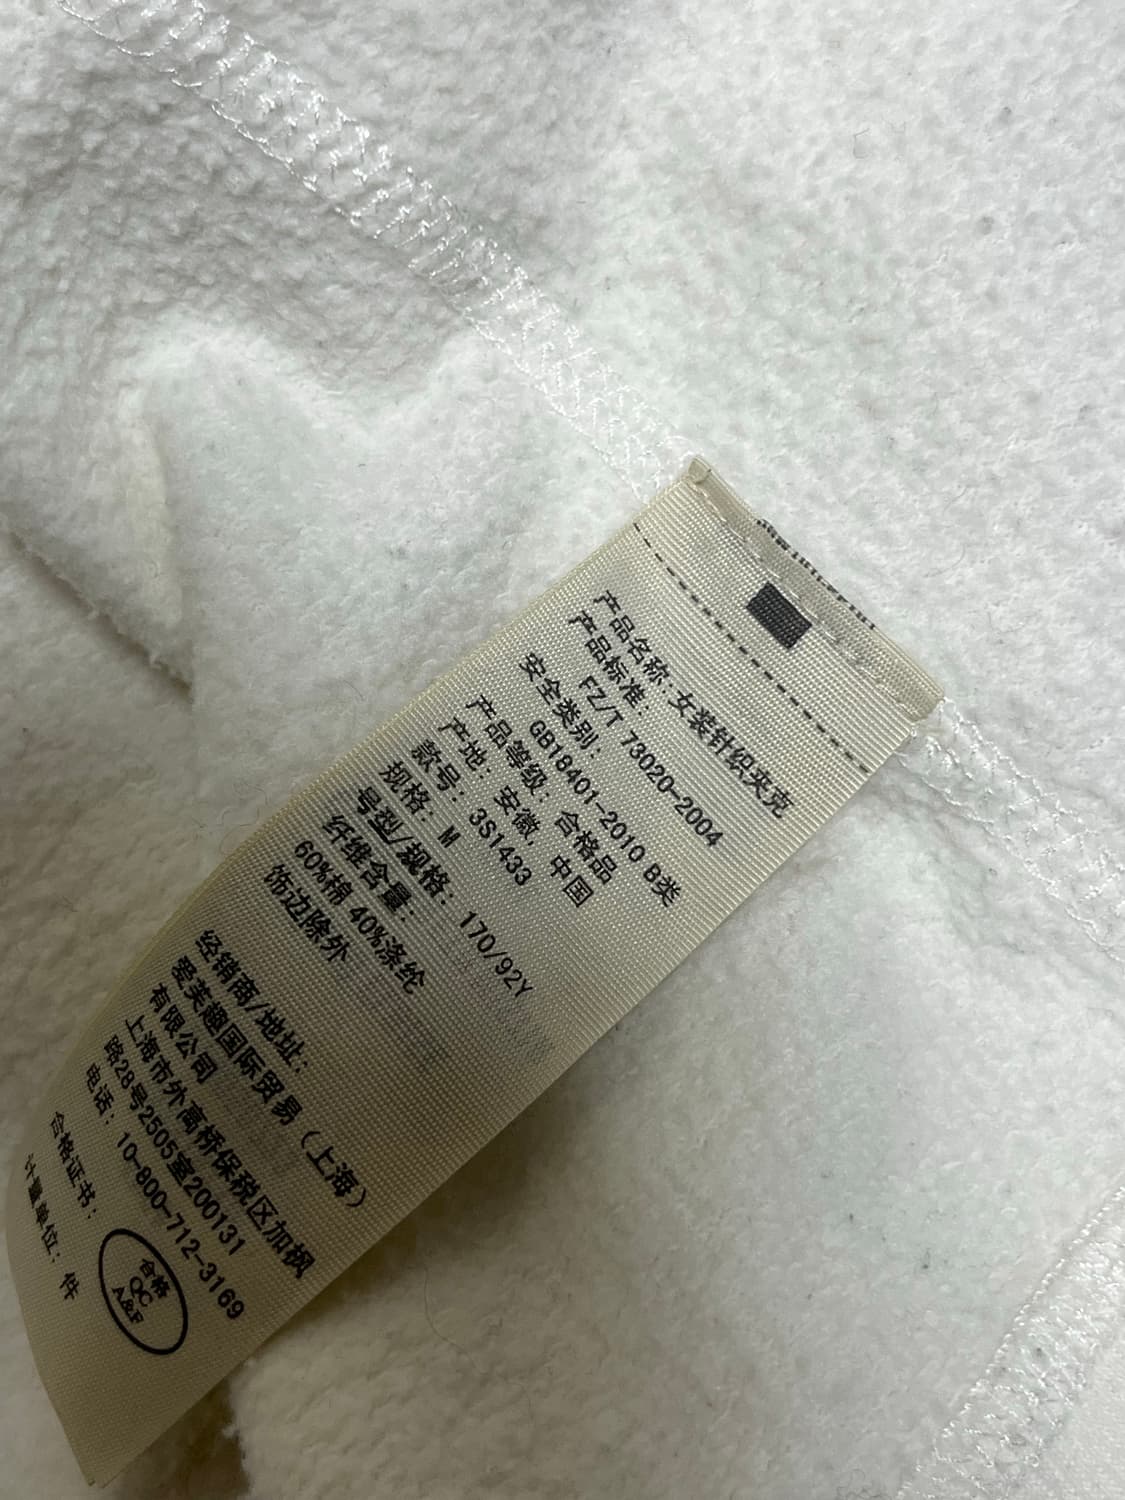 产品名称: 女装针织夹克
产品标准:
FZ/T 73020-2004
安全类别:
GB18401-2010 B类
产品等级: 合格品
产地: 安徽, 中国
款号: 3S1433
规格: M
号型/规格: 170/92Y
纤维含量:
60%棉 40%涤纶
饰边除外
经销商/地址:
爱芙趣国际贸易 (上海)
有限公司
上海市外高桥保税区加枫
路28号2505室200131
电话: 10-800-712-3169
合格证书:
合格
QC
A&F
计量单位: 件